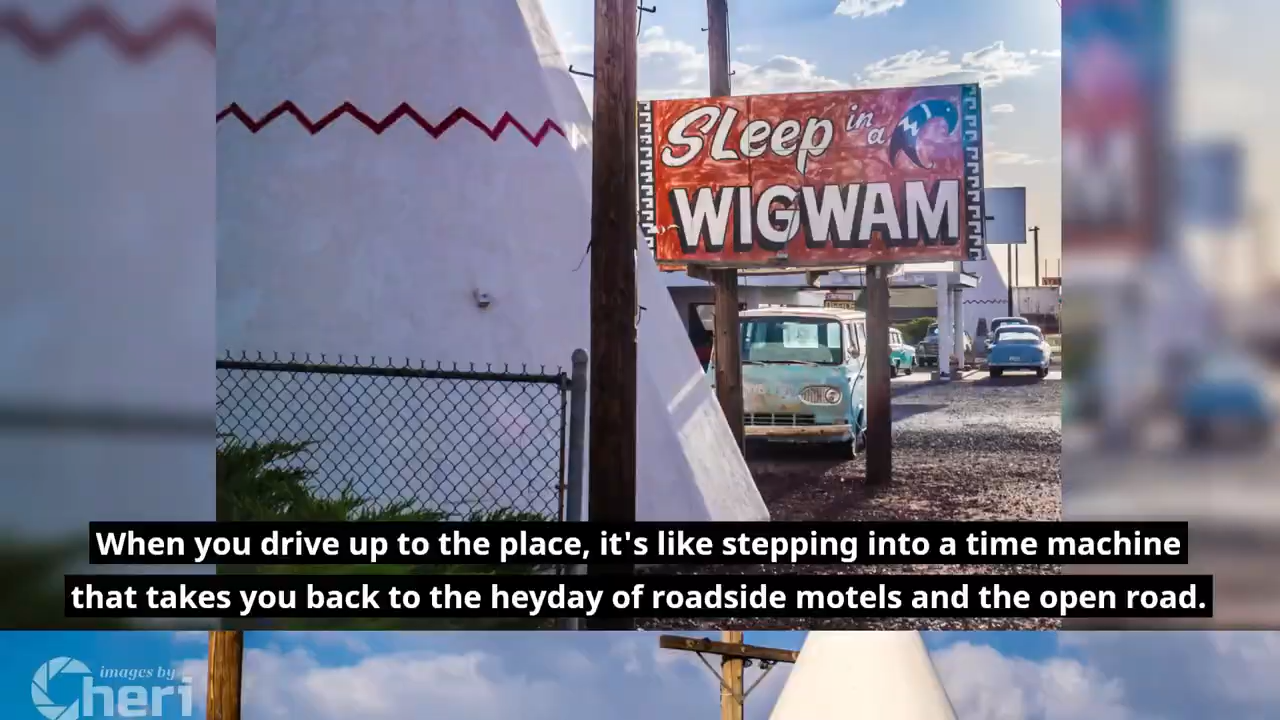 SLeep in a
WIGWAM
When you drive up to the place, it's like stepping into a time machine
that takes you back to the heyday of roadside motels and the open road.
images by
Cheri